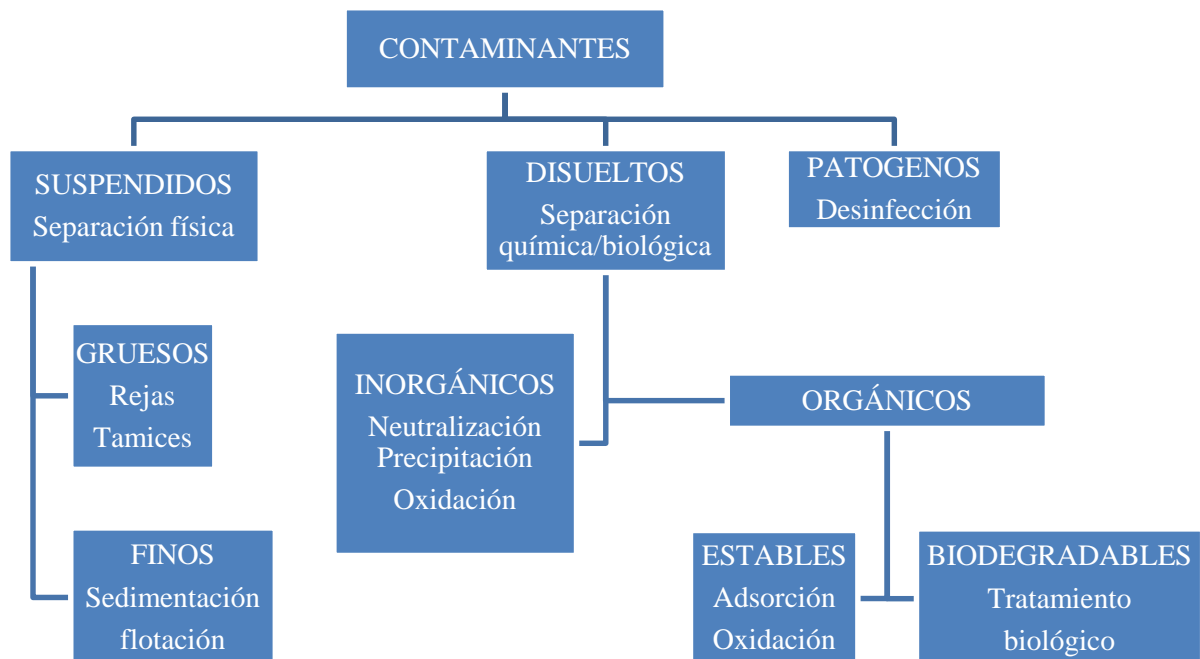 CONTAMINANTES
SUSPENDIDOS
Separación física
DISUELTOS
Separación
química/biológica
PATOGENOS
Desinfección
GRUESOS
Rejas
Tamices
FINOS
Sedimentación
flotación
INORGÁNICOS
Neutralización
Precipitación
Oxidación
ORGÁNICOS
ESTABLES
Adsorción
Oxidación
BIODEGRADABLES
Tratamiento
biológico